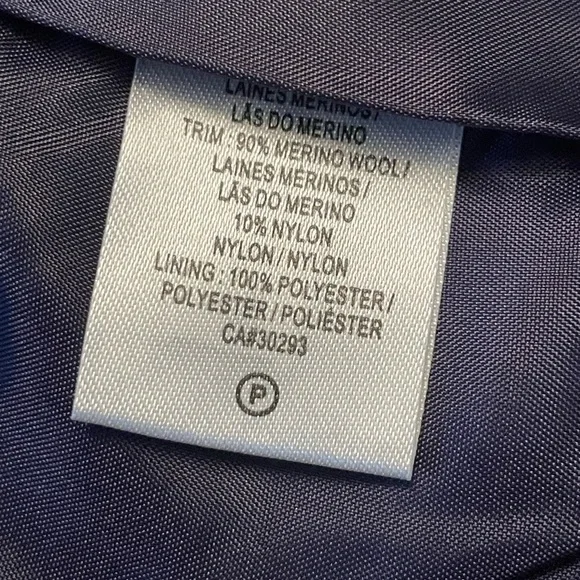 LAINES MERINOS/
LÃS DO MERINO
TRIM : 90% MERINO WOOL /
LAINES MERINOS /
LÃS DO MERINO
10% NYLON
NYLON / NYLON
LINING : 100% POLYESTER /
POLYESTER / POLIÉSTER
CA#30293
P